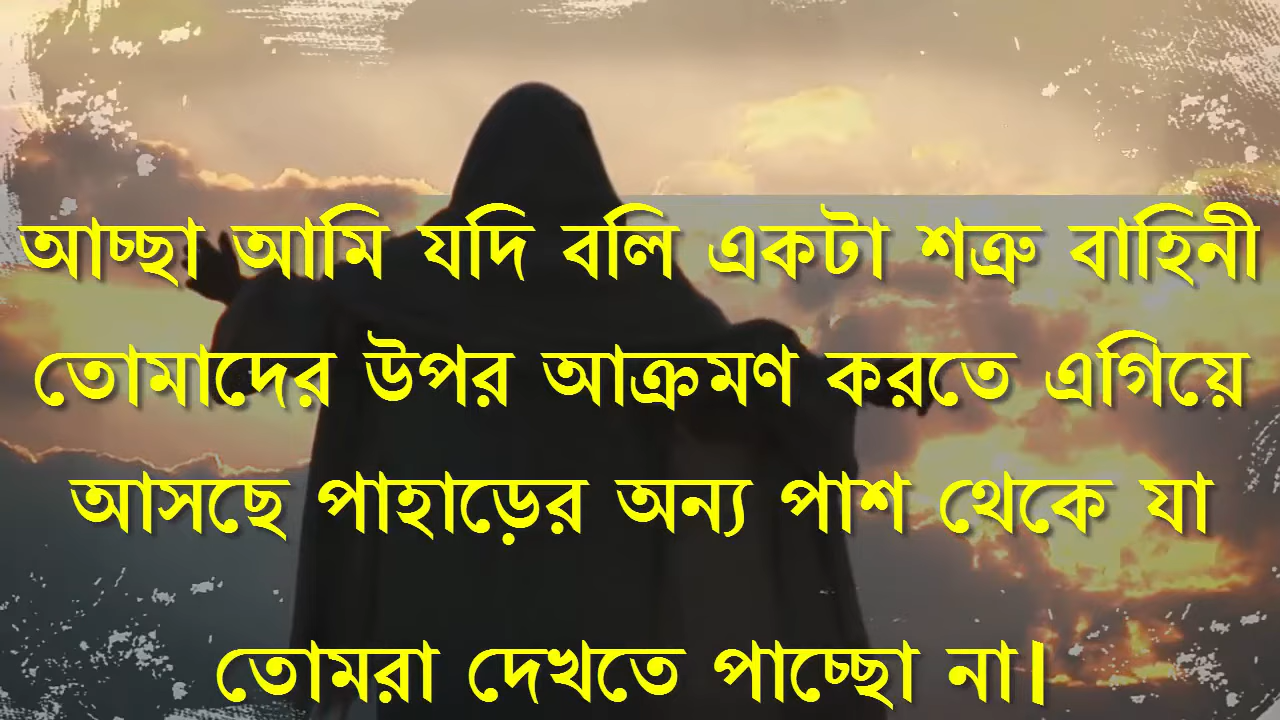 আচ্ছা আমি যদি বলি একটা শত্রু বাহিনী
তোমাদের উপর আক্রমণ করতে এগিয়ে
আসছে পাহাড়ের অন্য পাশ থেকে যা
তোমরা দেখতে পাচ্ছো না।